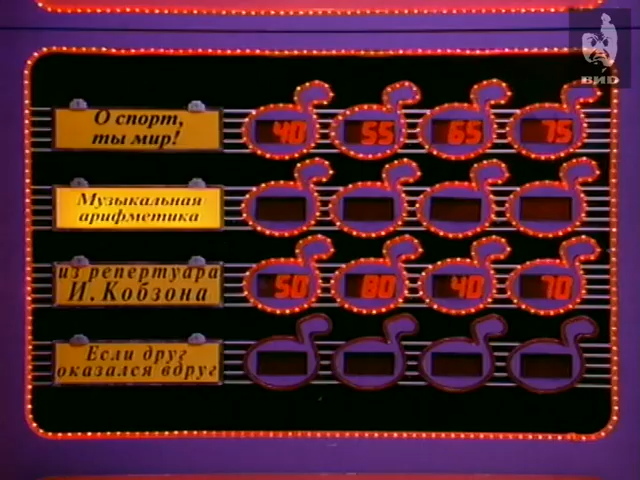 ВИD
О спорт,
ты мир!
40 55 65 75
Музыкальная
арифметика
из репертуара
И.Кобзона
50 80 40 70
Если друг
оказался вдруг